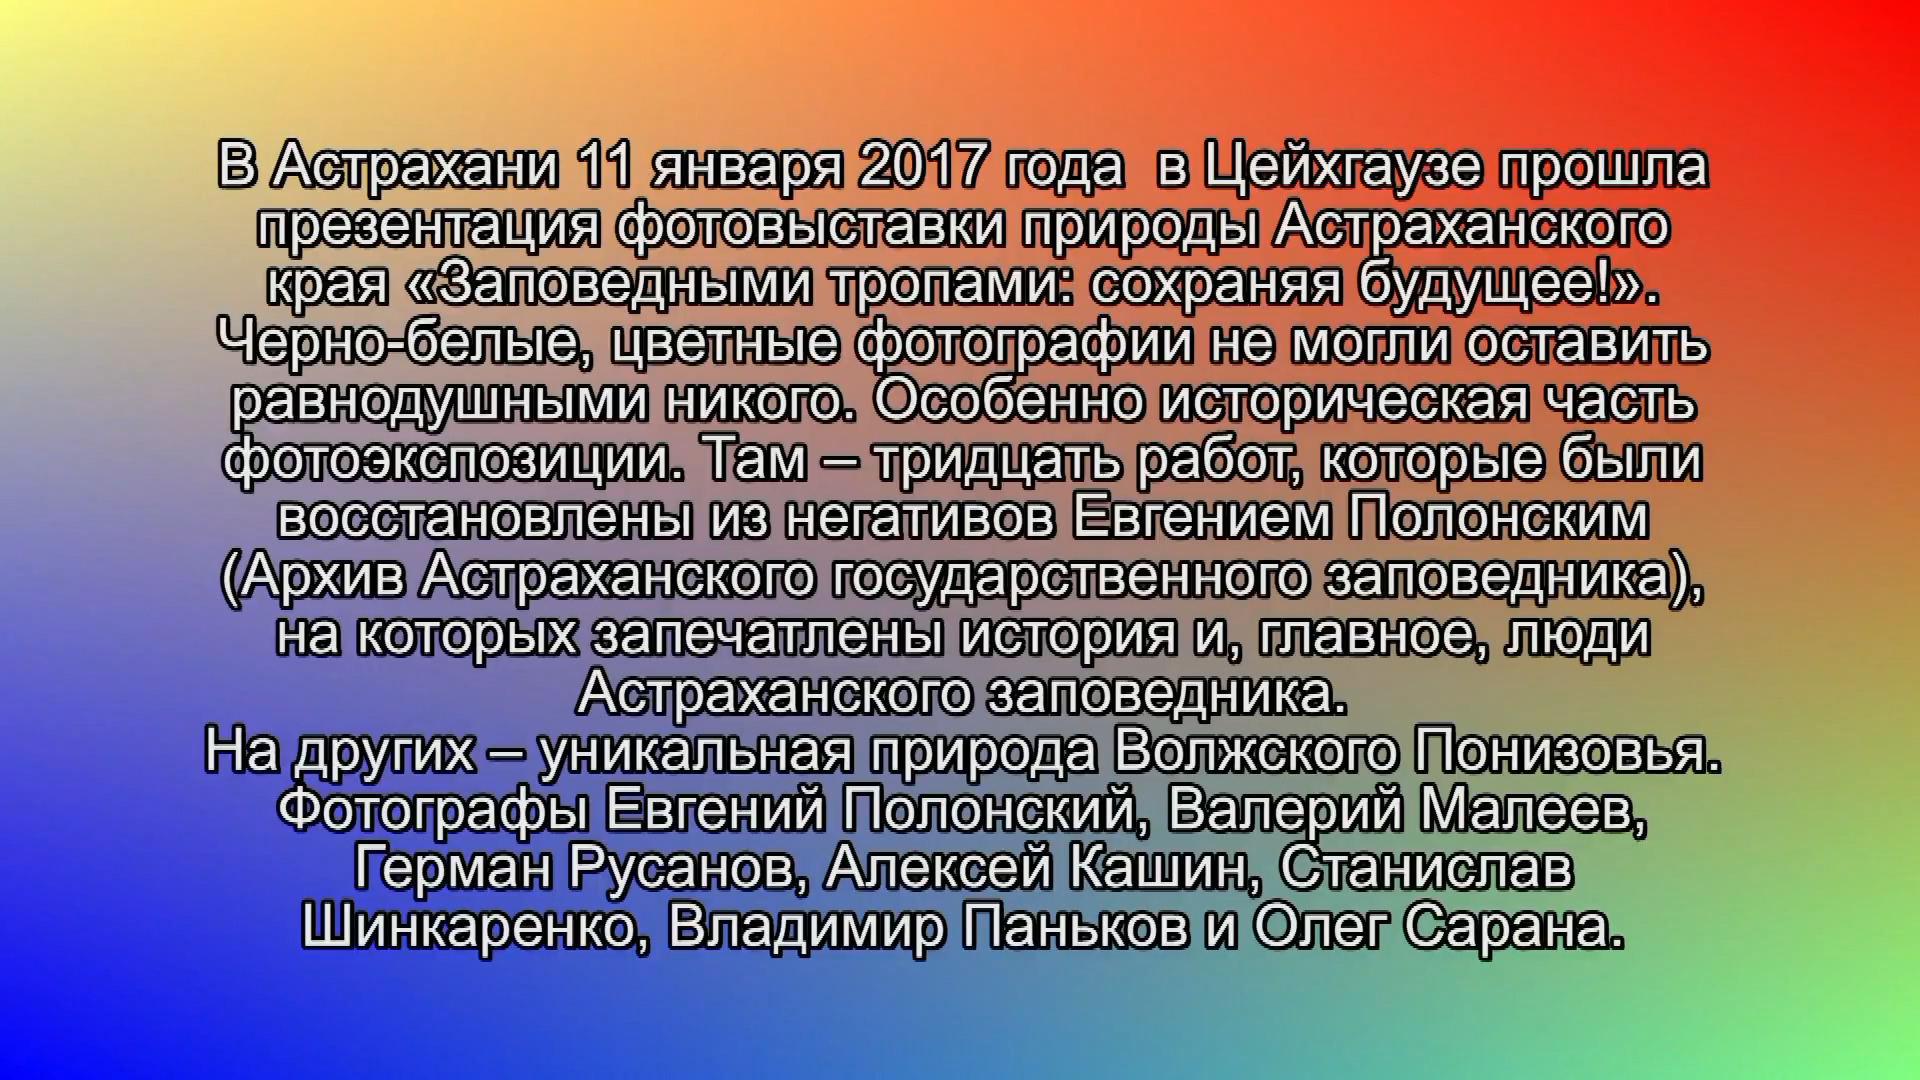 В Астрахани 11 января 2017 года  в Цейхгаузе прошла
презентация фотовыставки природы Астраханского
края «Заповедными тропами: сохраняя будущее!».
Черно-белые, цветные фотографии не могли оставить
равнодушными никого. Особенно историческая часть
фотоэкспозиции. Там – тридцать работ, которые были
восстановлены из негативов Евгением Полонским
(Архив Астраханского государственного заповедника),
на которых запечатлены история и, главное, люди
Астраханского заповедника.
На других – уникальная природа Волжского Понизовья.
Фотографы Евгений Полонский, Валерий Малеев,
Герман Русанов, Алексей Кашин, Станислав
Шинкаренко, Владимир Паньков и Олег Сарана.